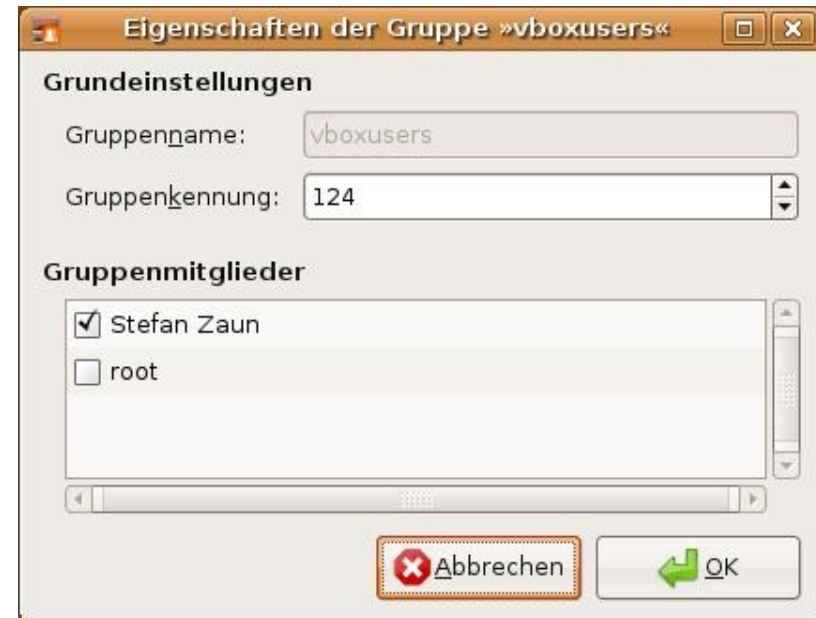 Eigenschaften der Gruppe »vboxusers«
Grundeinstellungen
Gruppenname: vboxusers
Gruppenkennung: 124
Gruppenmitglieder
Stefan Zaun
root
Abbrechen OK